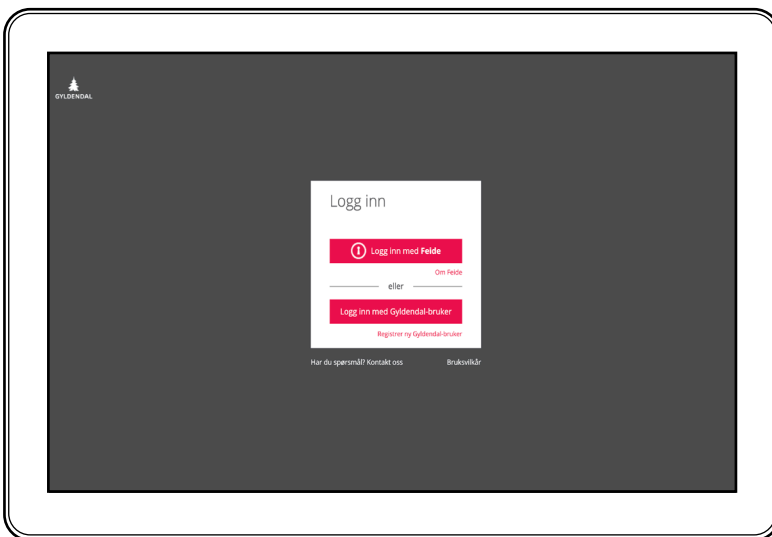 GYLDENDAL
Logg inn
Logg inn med Feide
Om Feide
eller
Logg inn med Gyldendal-bruker
Registrer ny Gyldendal-bruker
Har du spørsmål? Kontakt oss
Bruksvilkår